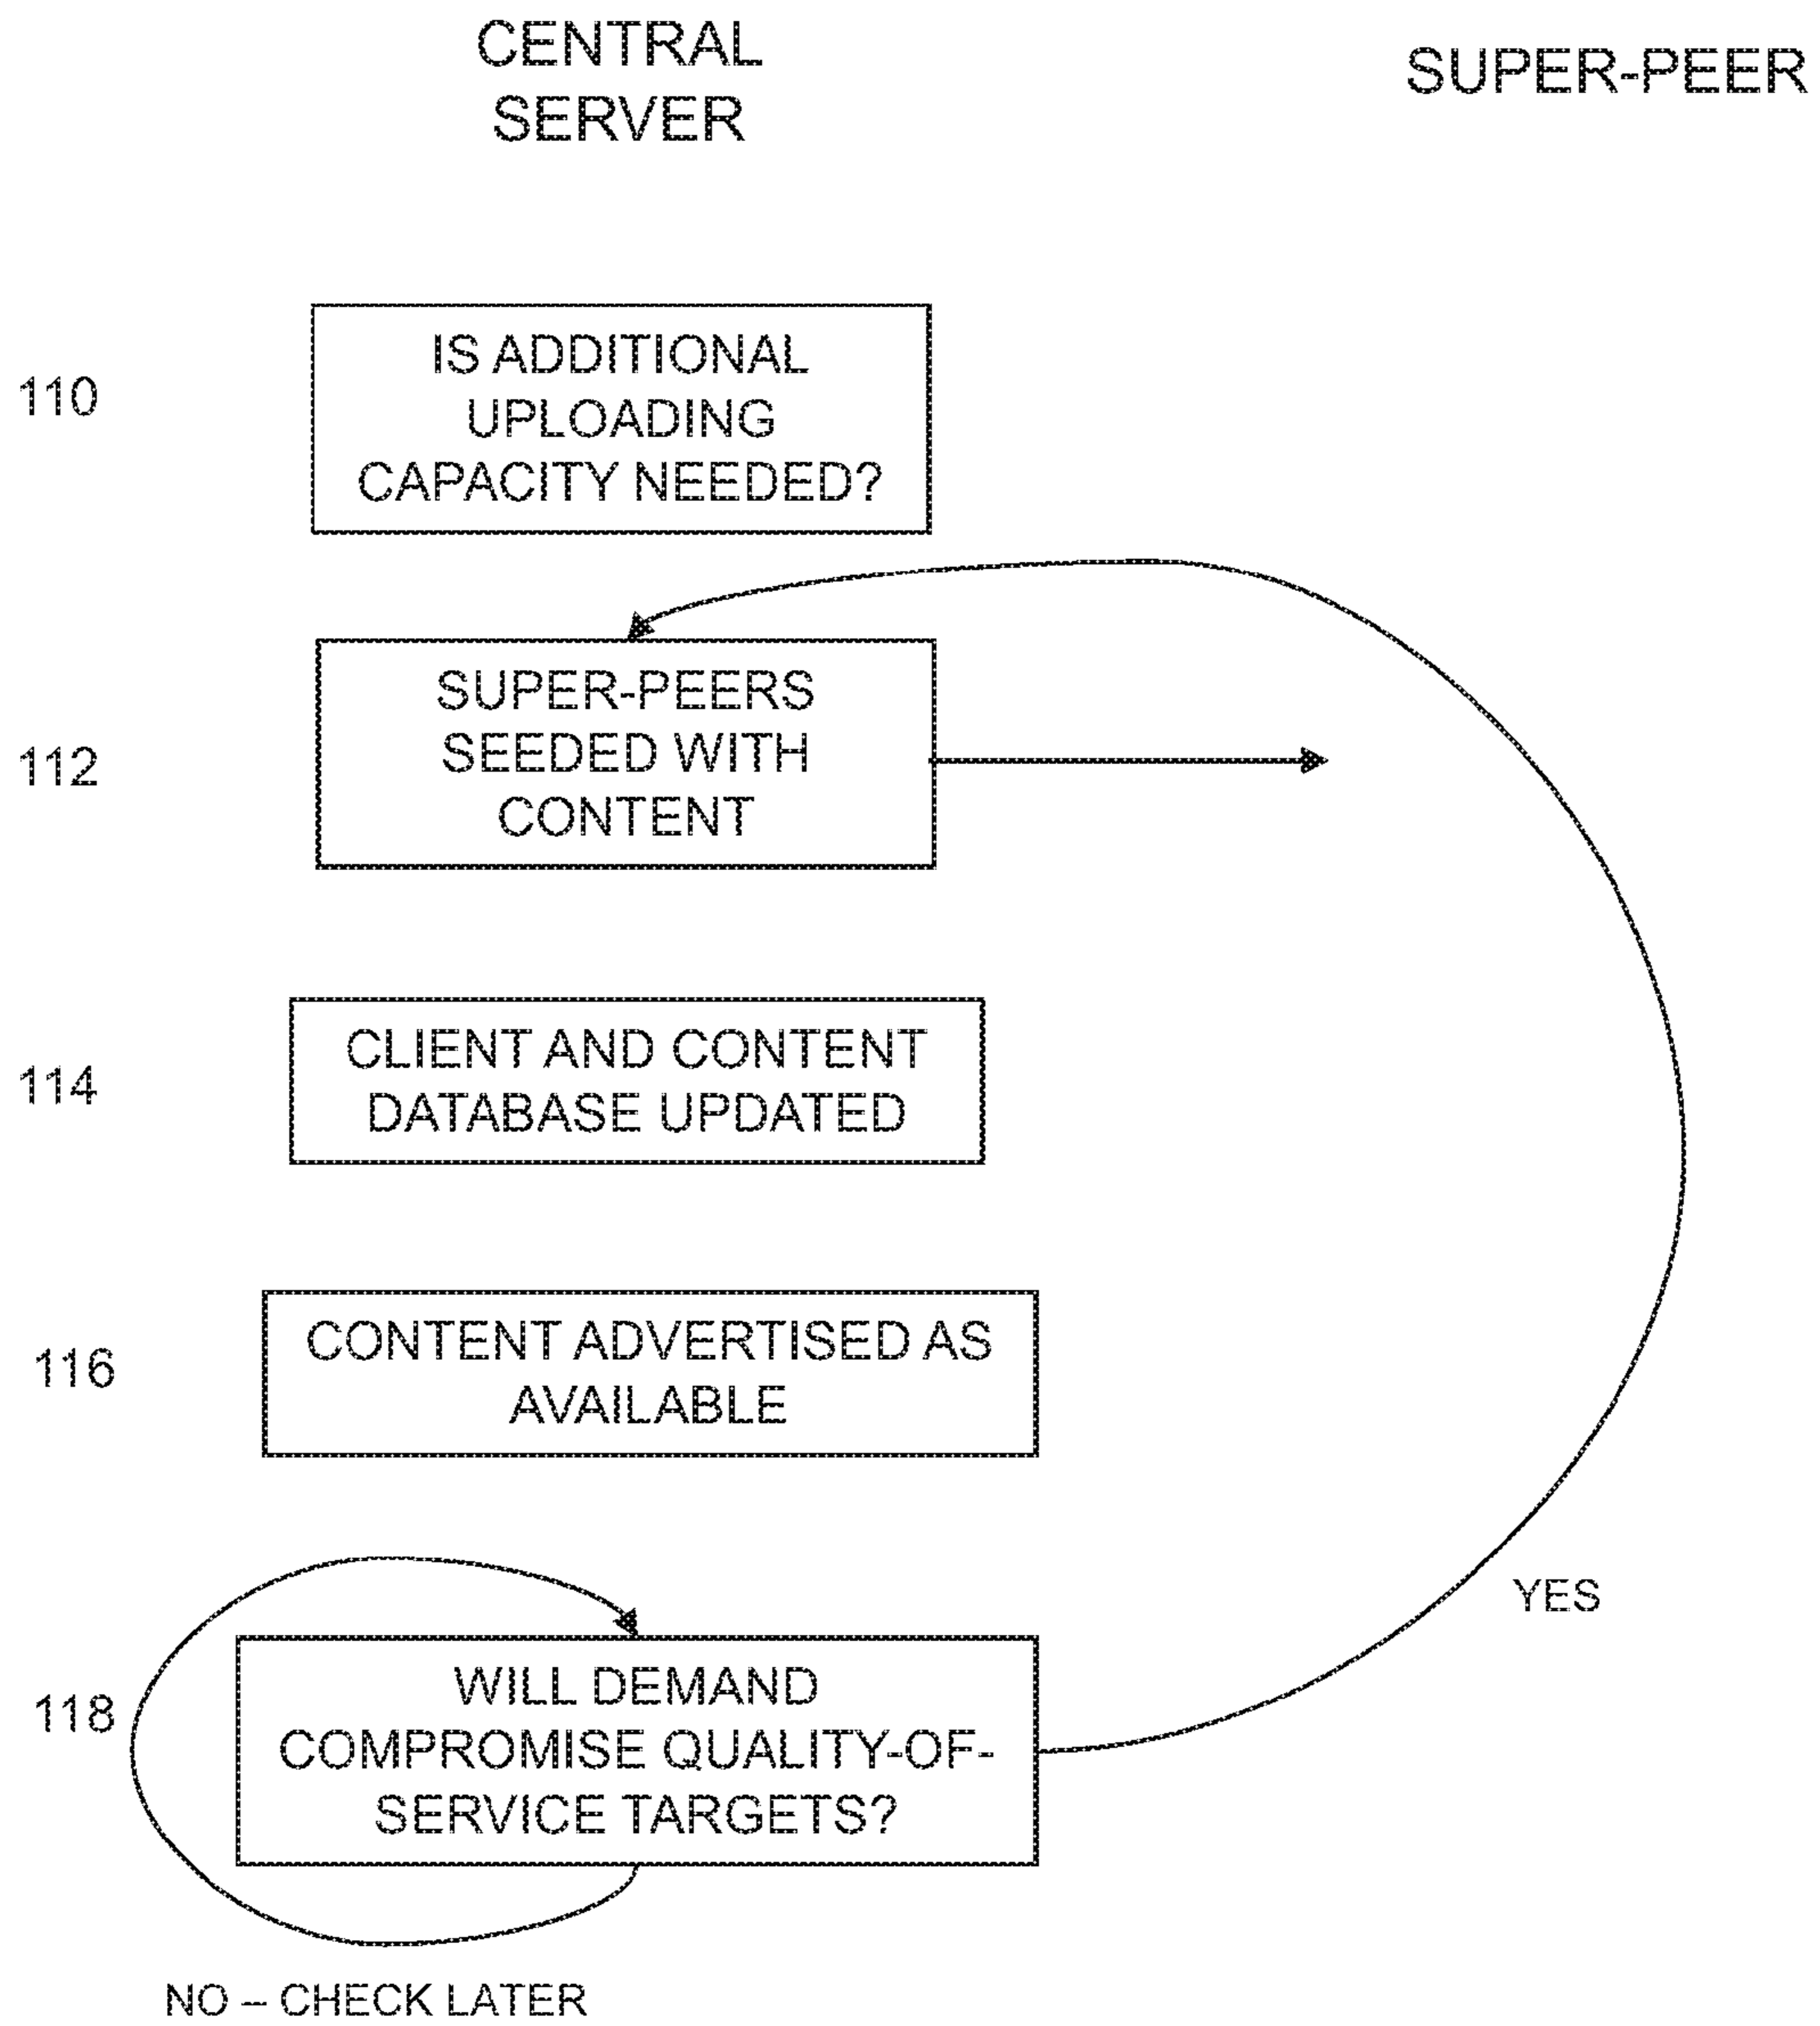 CENTRAL
SERVER
SUPER-PEER
110
IS ADDITIONAL
UPLOADING
CAPACITY NEEDED?
112
SUPER-PEERS
SEEDED WITH
CONTENT
114
CLIENT AND CONTENT
DATABASE UPDATED
116
CONTENT ADVERTISED AS
AVAILABLE
118
WILL DEMAND
COMPROMISE QUALITY-OF-
SERVICE TARGETS?
YES
NO – CHECK LATER